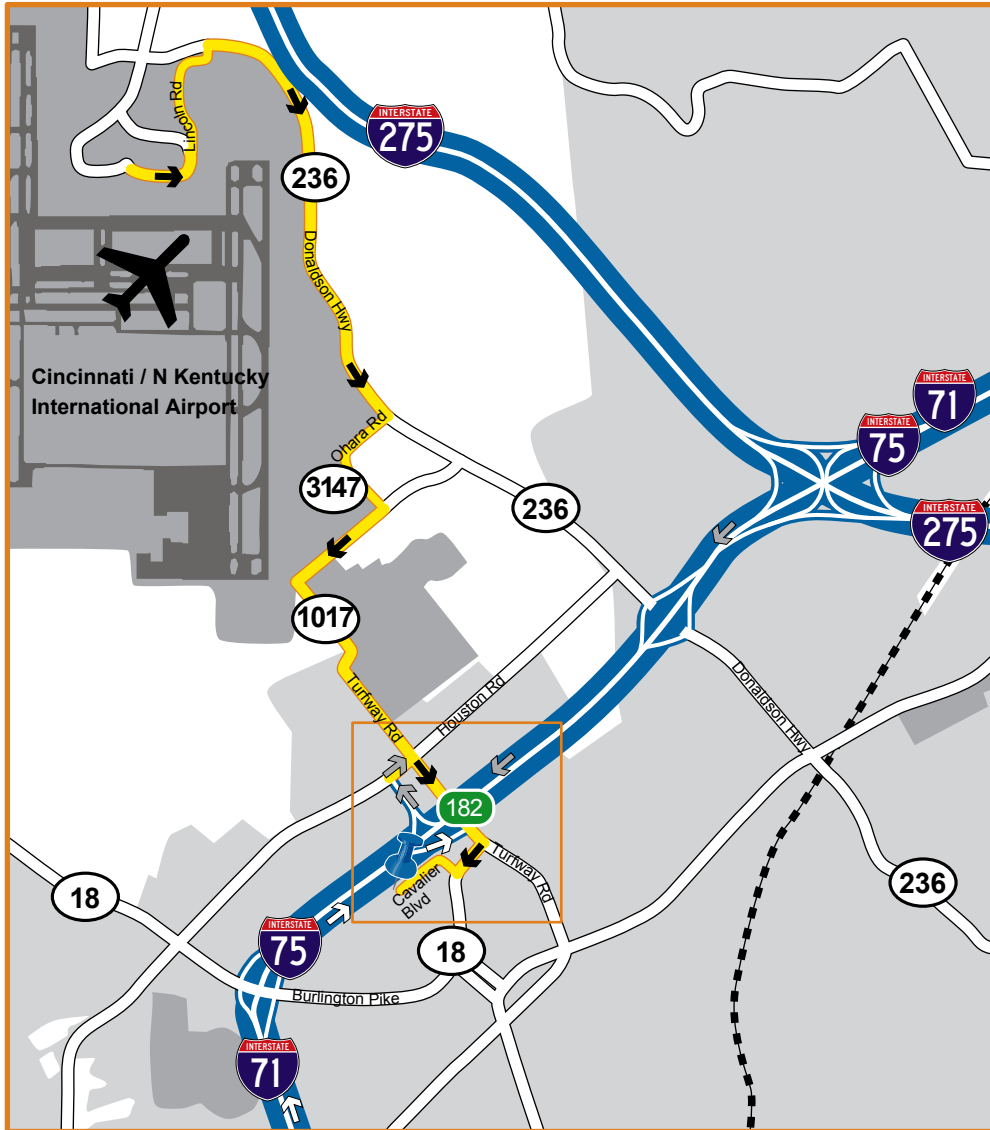 Lincoln Rd
INTERSTATE
275
236
Donaldson Hwy
Cincinnati / N Kentucky
International Airport
INTERSTATE
71
INTERSTATE
75
Ohara Rd
3147
236
INTERSTATE
275
1017
Turfway Rd
Houston Rd
Donaldson Hwy
182
Turfway Rd
Cavalier
Blvd
18
236
INTERSTATE
75
18
Burlington Pike
INTERSTATE
71